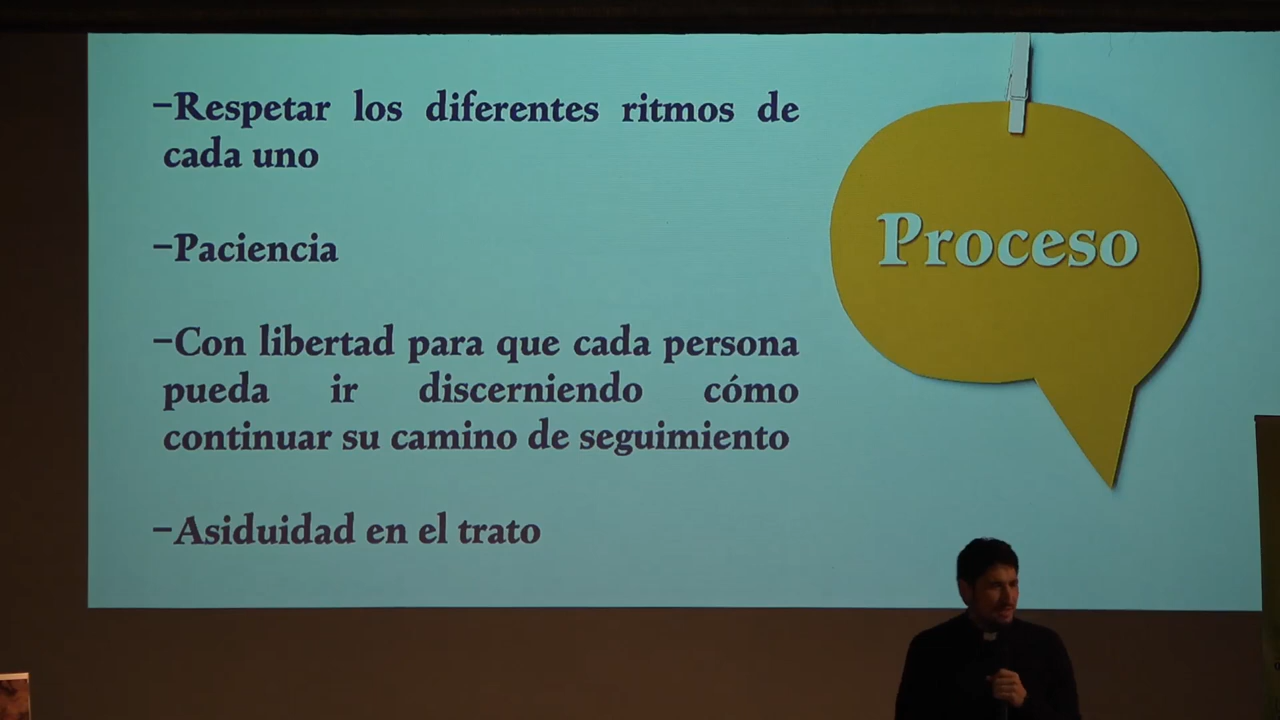 –Respetar los diferentes ritmos de
cada uno
–Paciencia
–Con libertad para que cada persona
pueda ir discerniendo cómo
continuar su camino de seguimiento
–Asiduidad en el trato
Proceso